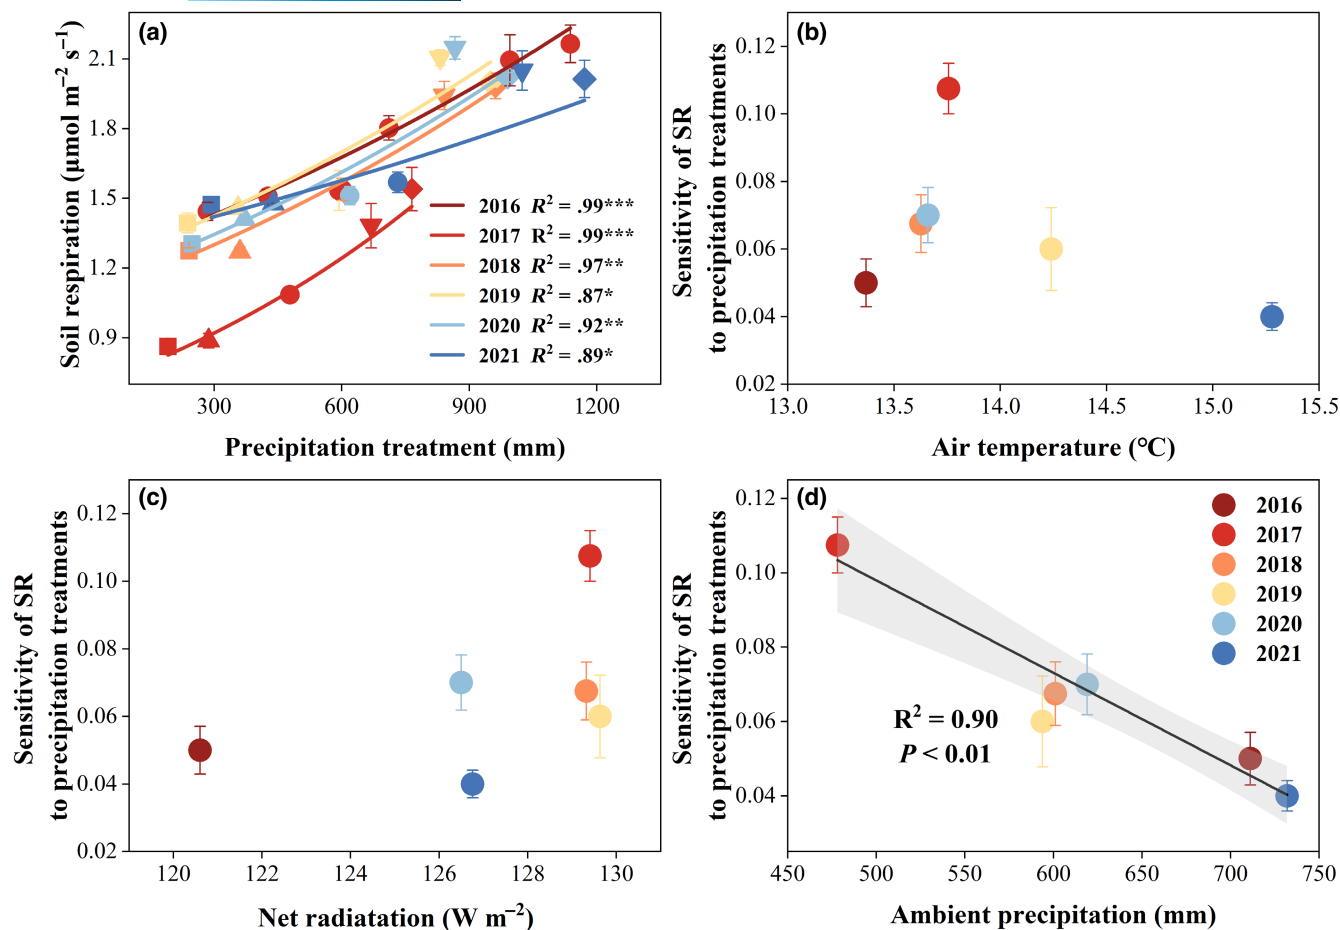 (a)
Soil respiration (μmol m⁻² s⁻¹)
2.1
1.8
1.5
1.2
0.9
2016 R² = .99***
2017 R² = .99***
2018 R² = .97**
2019 R² = .87*
2020 R² = .92**
2021 R² = .89*
300 600 900 1200
Precipitation treatment (mm)
(b)
Sensitivity of SR
to precipitation treatments
0.12
0.10
0.08
0.06
0.04
0.02
13.0 13.5 14.0 14.5 15.0 15.5
Air temperature (°C)
(c)
Sensitivity of SR
to precipitation treatments
0.12
0.10
0.08
0.06
0.04
0.02
120 122 124 126 128 130
Net radiatation (W m⁻²)
(d)
Sensitivity of SR
to precipitation treatments
0.12
0.10
0.08
0.06
0.04
2016
2017
2018
2019
2020
2021
R² = 0.90
P < 0.01
450 500 550 600 650 700 750
Ambient precipitation (mm)